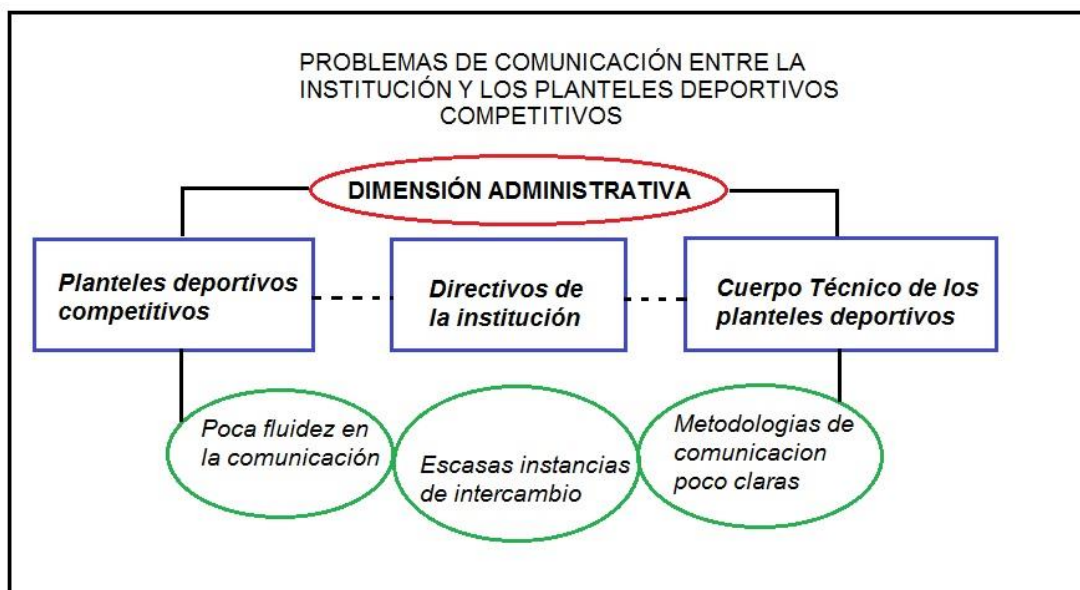 PROBLEMAS DE COMUNICACIÓN ENTRE LA
INSTITUCIÓN Y LOS PLANTELES DEPORTIVOS
COMPETITIVOS
DIMENSIÓN ADMINISTRATIVA
Planteles deportivos
competitivos
Directivos de
la institución
Cuerpo Técnico de los
planteles deportivos
Poca fluidez en
la comunicación
Escasas instancias
de intercambio
Metodologias de
comunicacion
poco claras